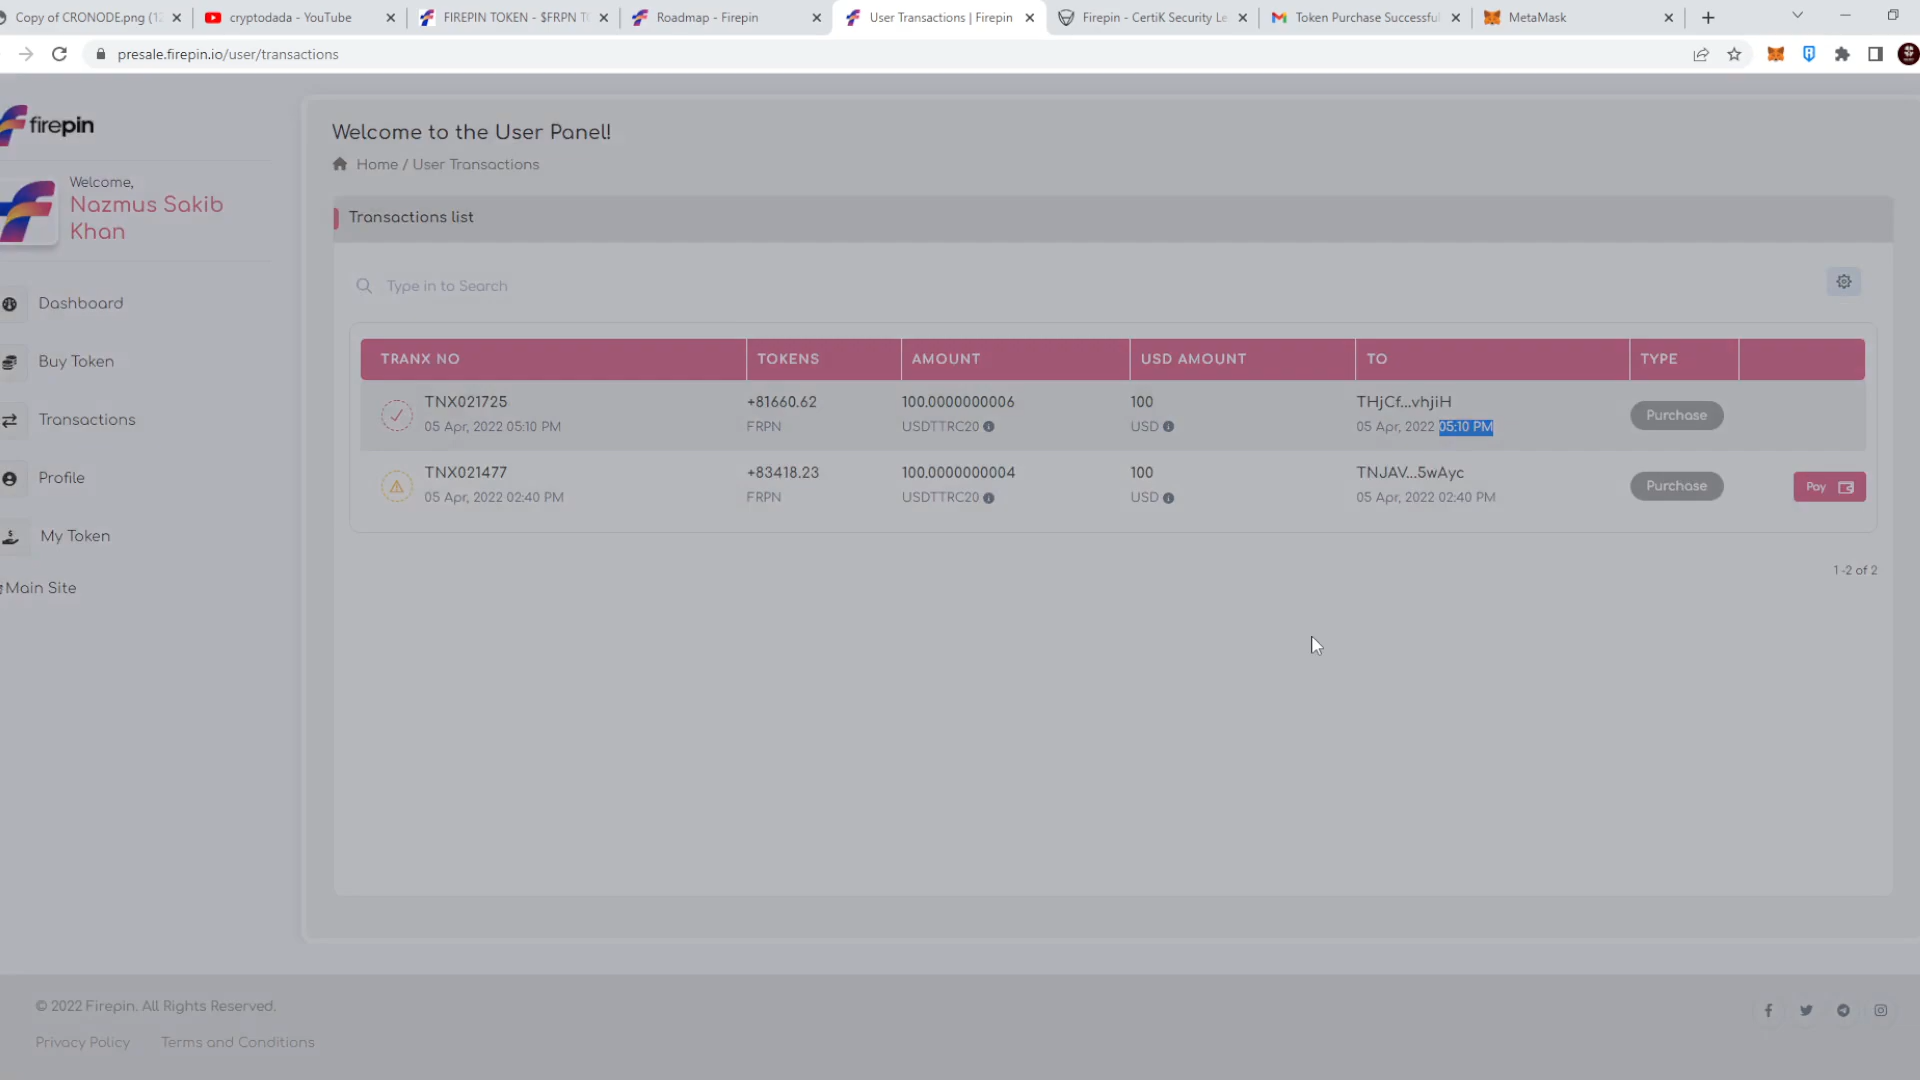 Copy of CRONODE.png (1
cryptodada - YouTube
FIREPIN TOKEN - $FRPN T
Roadmap - Firepin
User Transactions | Firepin
Firepin - CertiK Security Le
Token Purchase Successfu
MetaMask
presale.firepin.io/user/transactions
firepin
Welcome,
Nazmus Sakib
Khan
Dashboard
Buy Token
Transactions
Profile
My Token
Main Site
Welcome to the User Panel!
Home / User Transactions
Transactions list
Type in to Search
TRANX NO TOKENS AMOUNT USD AMOUNT TO TYPE
TNX021725 +81660.62 100.0000000006 100 THjCf...vhjiH Purchase
05 Apr, 2022 05:10 PM FRPN USDTTRC20 USD 05 Apr, 2022 05:10 PM
TNX021477 +83418.23 100.0000000004 100 TNJAV...5wAyc Purchase Pay
05 Apr, 2022 02:40 PM FRPN USDTTRC20 USD 05 Apr, 2022 02:40 PM
1 -2 of 2
© 2022 Firepin. All Rights Reserved.
Privacy Policy Terms and Conditions